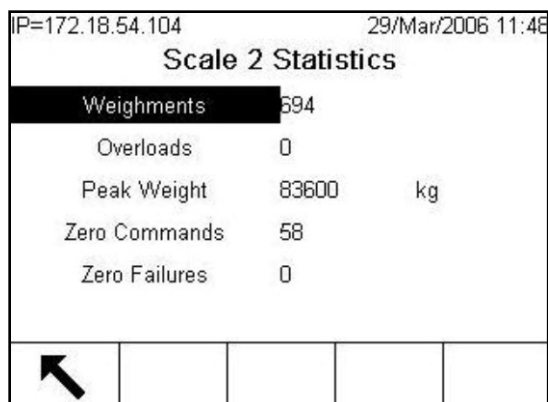 IP=172.18.54.104 29/Mar/2006 11:48
Scale 2 Statistics
Weighments 694
Overloads 0
Peak Weight 83600 kg
Zero Commands 58
Zero Failures 0